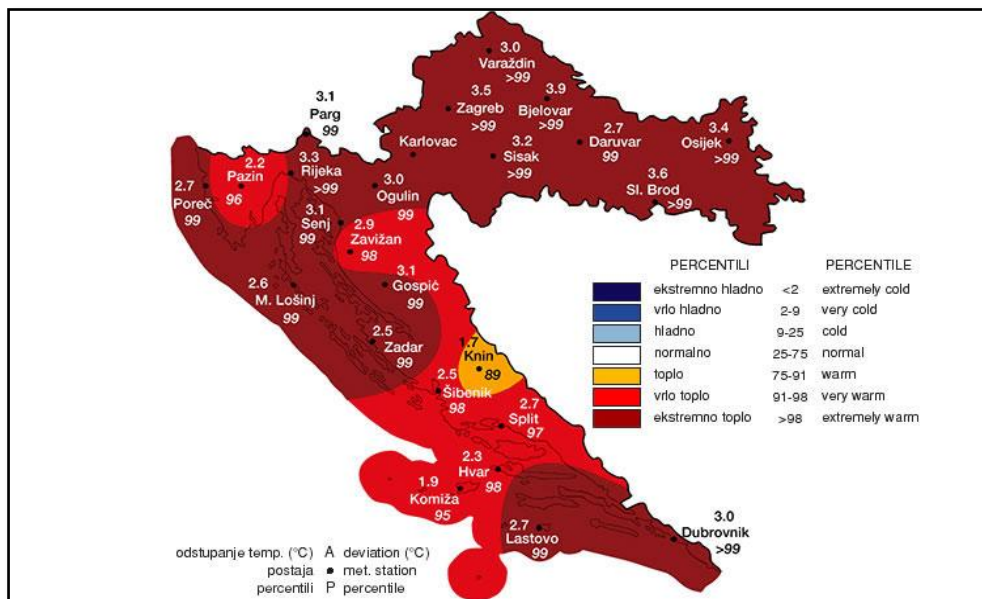 3.0
Varaždin
>99
3.5
Zagreb
>99
3.9
Bjelovar
>99
3.1
Parg
99
Karlovac
3.2
Sisak
>99
2.7
Daruvar
99
3.4
Osijek
>99
3.6
Sl. Brod
>99
2.7
Poreč
99
2.2
Pazin
96
3.3
Rijeka
>99
3.0
Ogulin
99
3.1
Senj
99
2.9
Zavižan
98
2.6
M. Lošinj
99
3.1
Gospić
99
2.5
Zadar
99
1.7
Knin
89
2.5
Šibenik
98
2.7
Split
97
2.3
Hvar
98
1.9
Komiža
95
2.7
Lastovo
99
3.0
Dubrovnik
>99
PERCENTILI PERCENTILE
ekstremno hladno <2 extremely cold
vrlo hladno 2-9 very cold
hladno 9-25 cold
normalno 25-75 normal
toplo 75-91 warm
vrlo toplo 91-98 very warm
ekstremno toplo >98 extremely warm
odstupanje temp. (°C) A deviation (°C)
postaja met. station
percentili P percentile